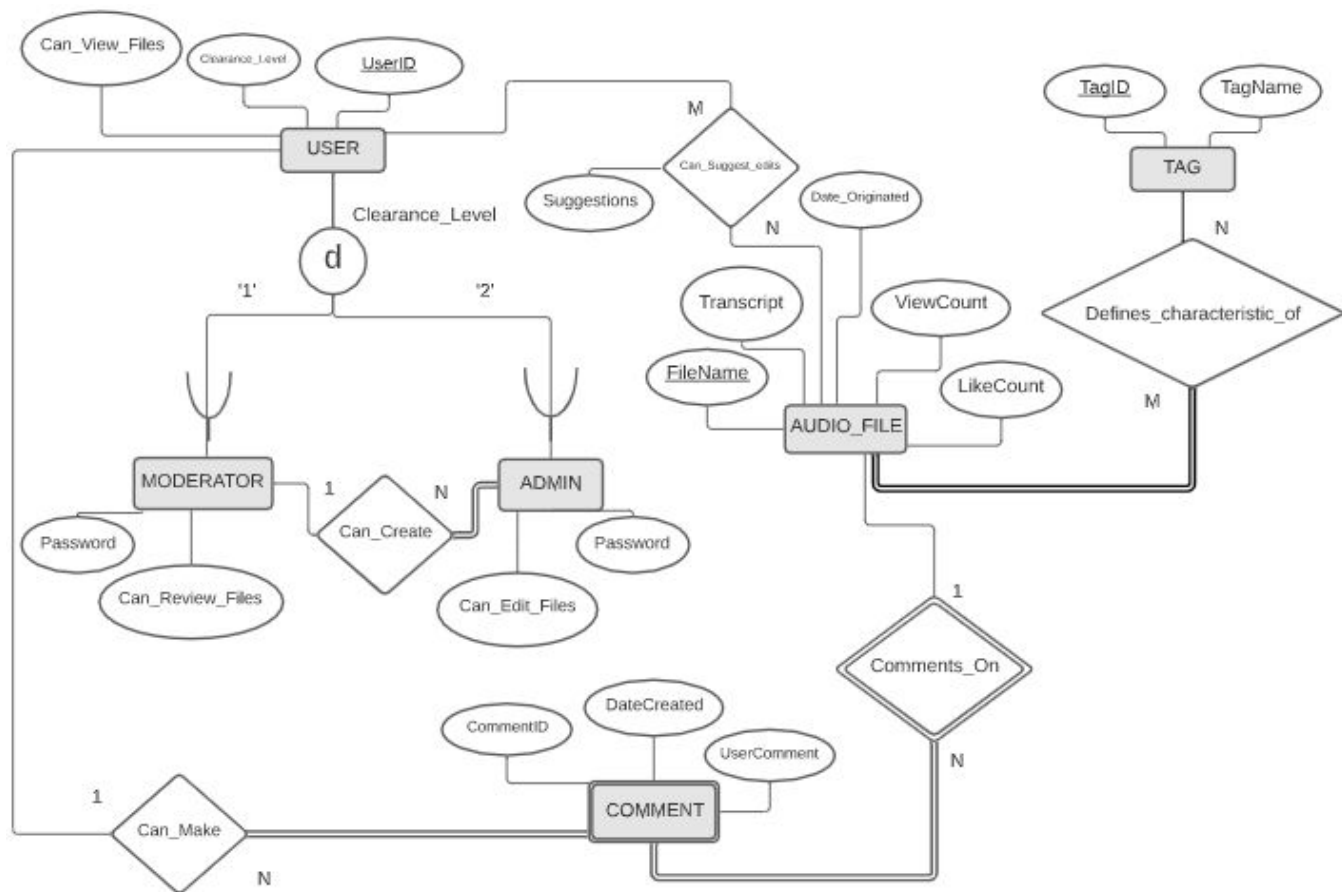 Can_View_Files
Clearance_Level
UserID
USER
Clearance_Level
d
'1'
'2'
M
Can_Suggest_edits
Suggestions
N
Date_Originated
TagID
TagName
TAG
N
Defines_characteristic_of
M
Transcript
ViewCount
FileName
LikeCount
AUDIO_FILE
MODERATOR
1
Can_Create
N
ADMIN
Password
Can_Review_Files
Can_Edit_Files
Password
1
Comments_On
N
CommentID
DateCreated
UserComment
COMMENT
1
Can_Make
N